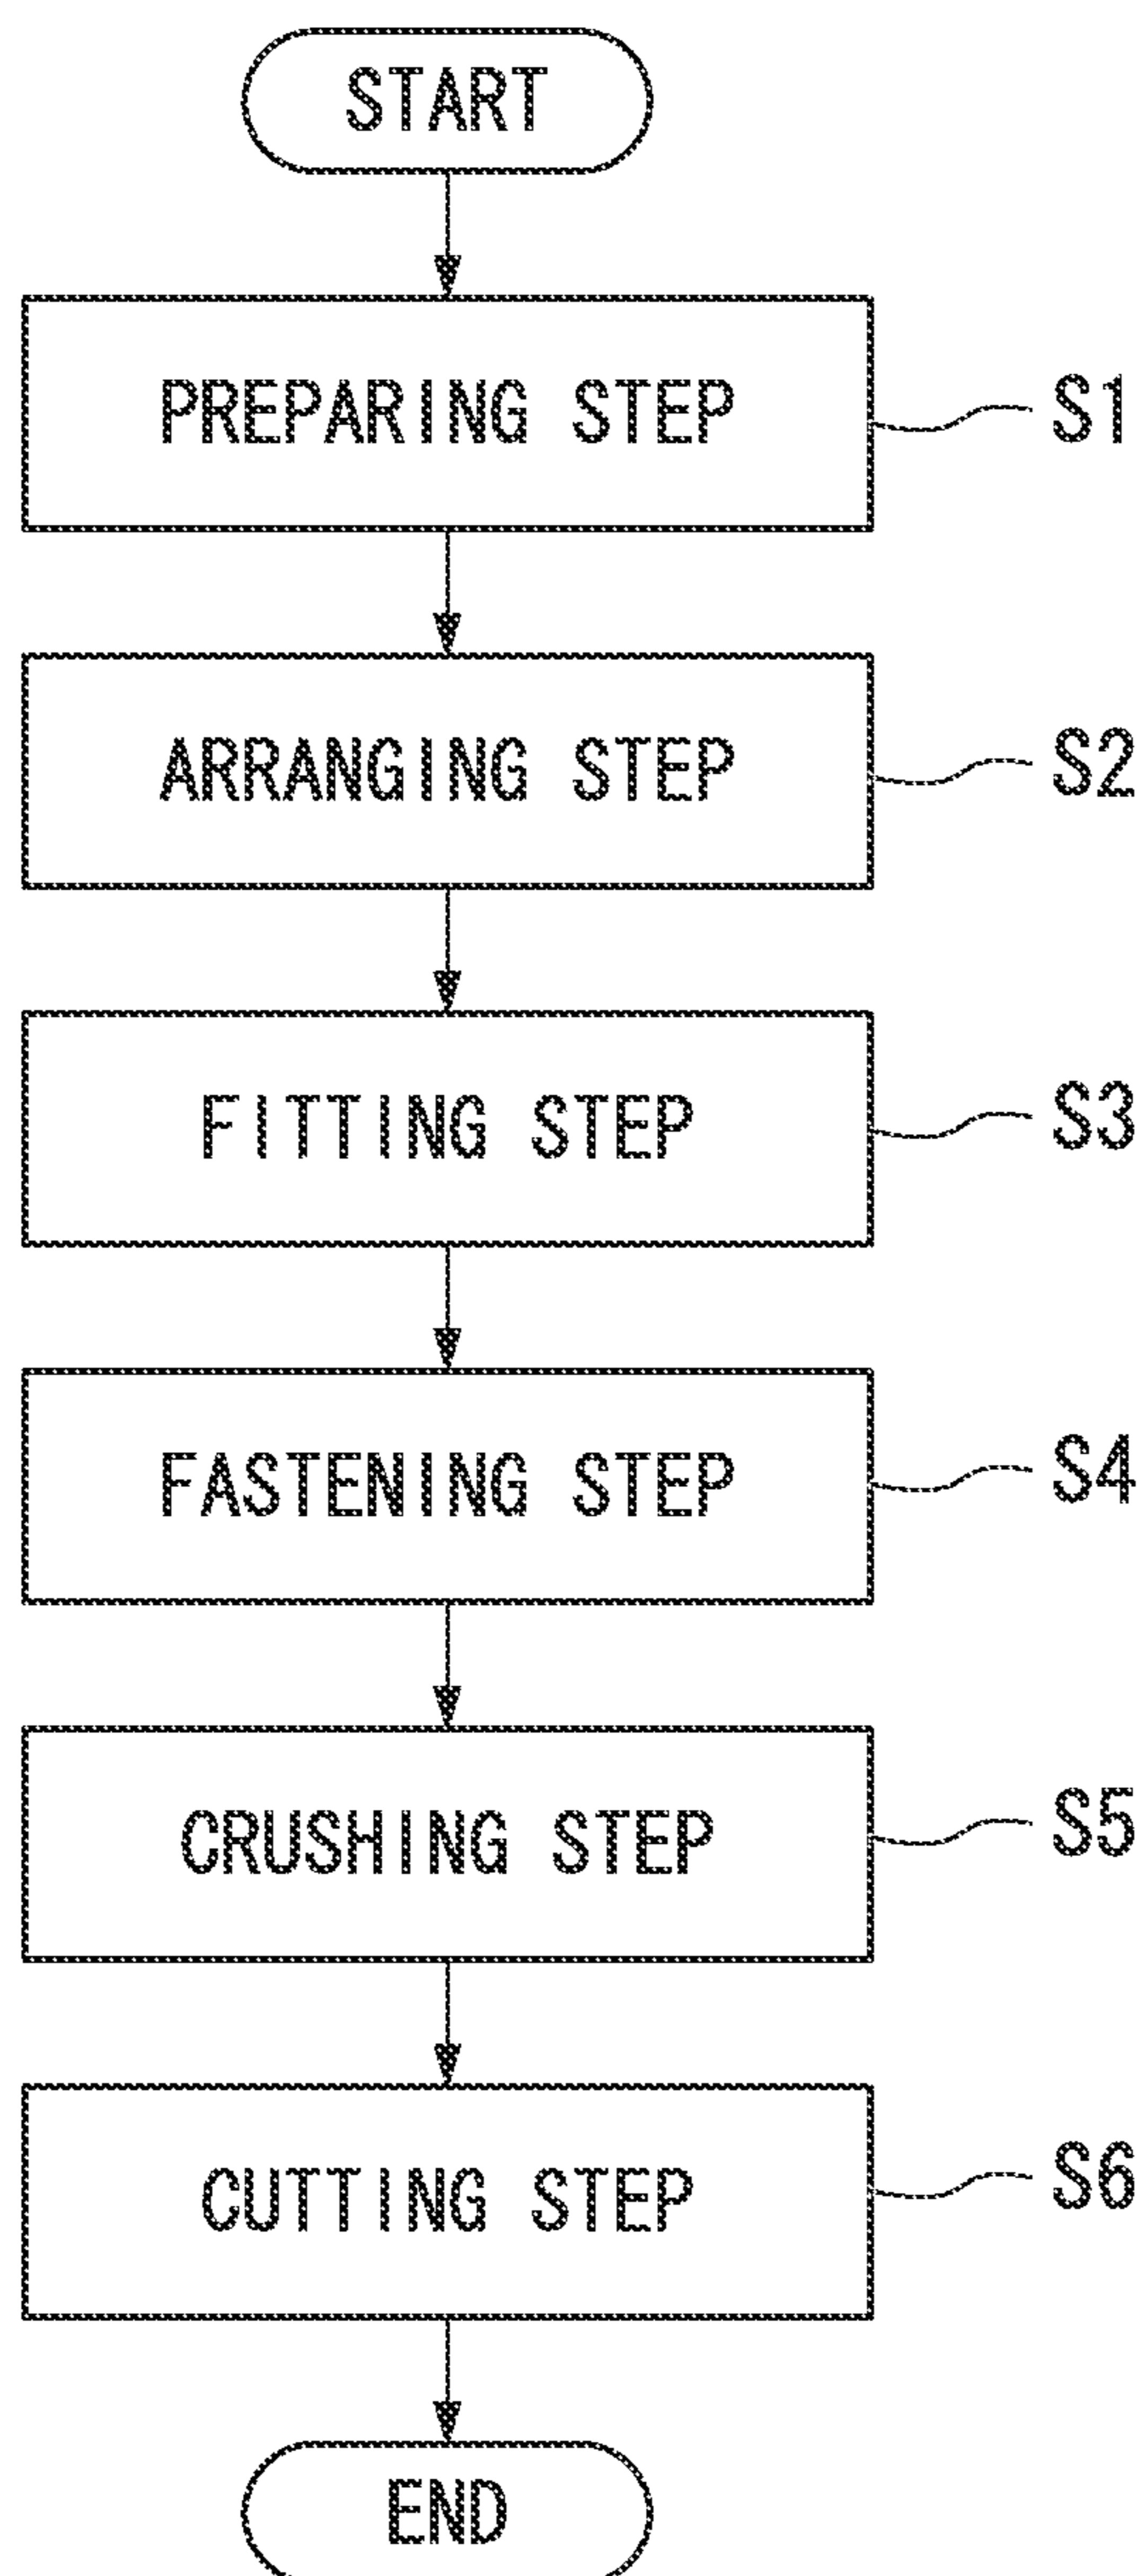 START
PREPARING STEP S1
ARRANGING STEP S2
FITTING STEP S3
FASTENING STEP S4
CRUSHING STEP S5
CUTTING STEP S6
END